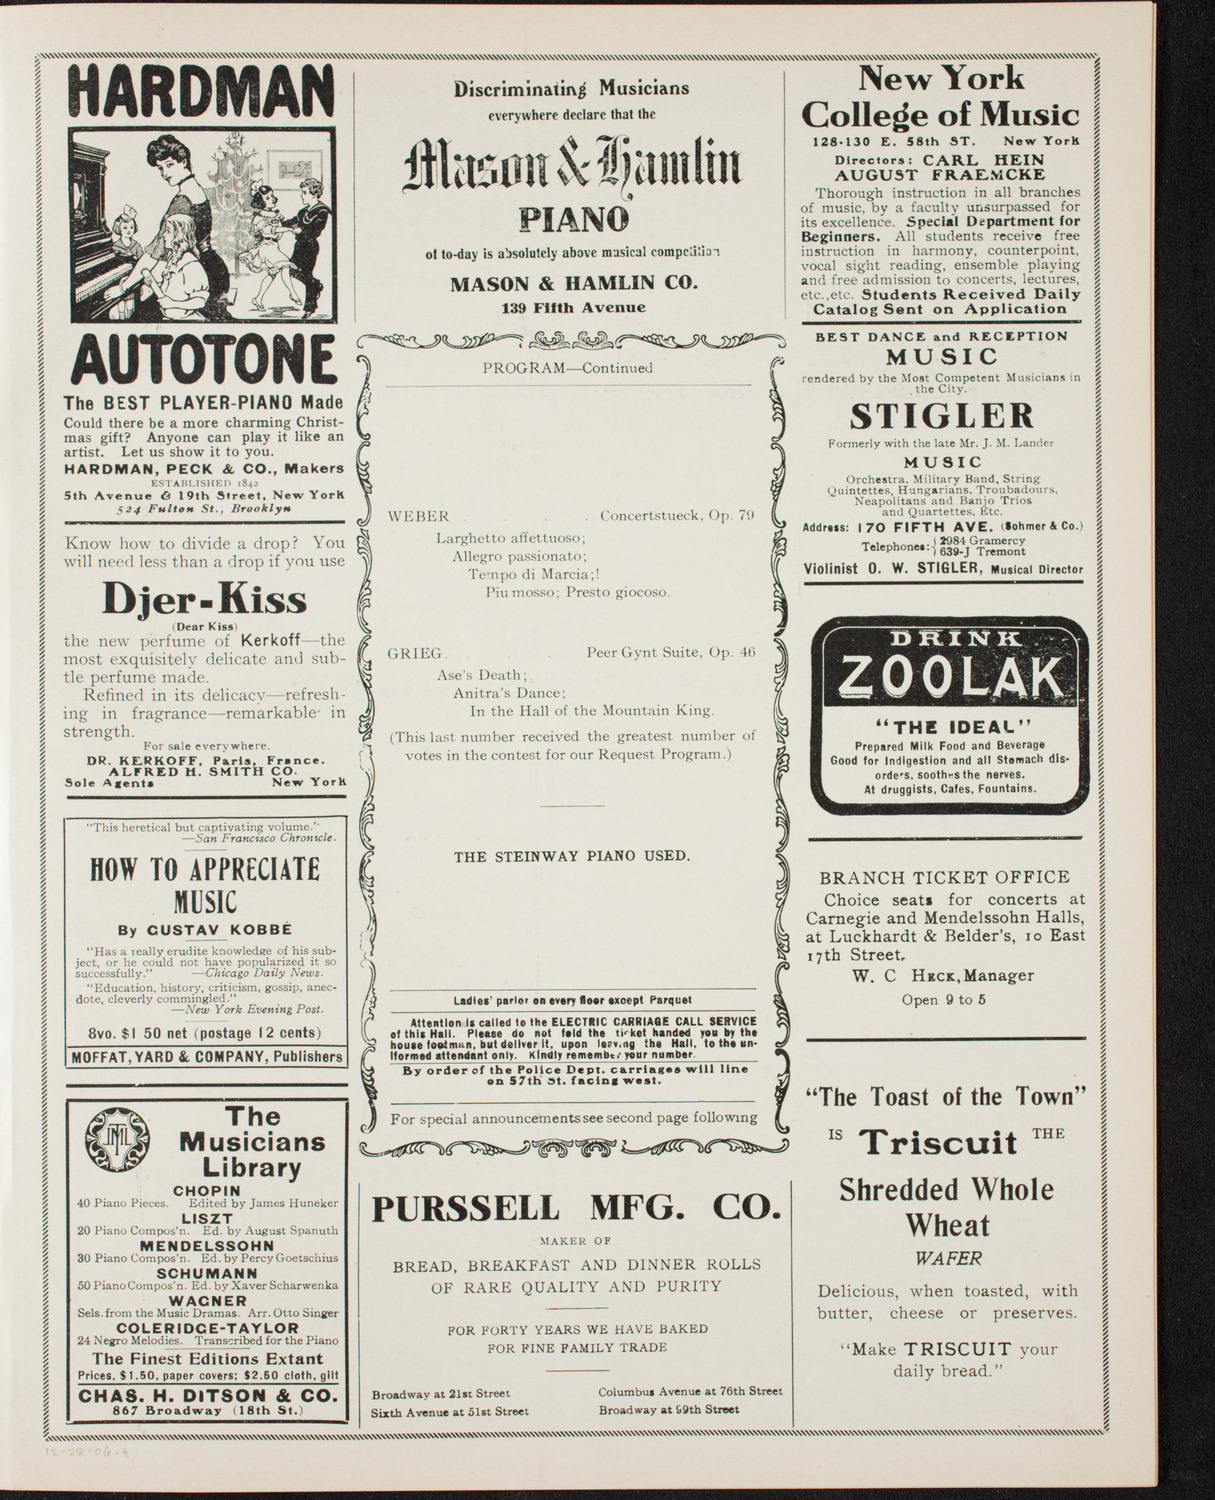 HARDMAN
AUTOTONE
The BEST PLAYER-PIANO Made
Could there be a more charming Christ-
mas gift? Anyone can play it like an
artist. Let us show it to you.
HARDMAN, PECK & CO., Makers
ESTABLISHED 1842
5th Avenue & 19th Street, New York
524 Fulton St., Brooklyn
Know how to divide a drop? You
will need less than a drop if you use
Djer-Kiss
(Dear Kiss)
the new perfume of Kerkoff—the
most exquisitely delicate and sub-
tle perfume made.
Refined in its delicacy—refresh-
ing in fragrance—remarkable in
strength.
For sale everywhere.
DR. KERKOFF, Paris, France.
ALFRED H. SMITH CO.
Sole Agents New York
"This heretical but captivating volume."
—San Francisco Chronicle.
HOW TO APPRECIATE
MUSIC
By GUSTAV KOBBÉ
"Has a really erudite knowledge of his sub-
ject, or he could not have popularized it so
successfully." —Chicago Daily News.
"Education, history, criticism, gossip, anec-
dote, cleverly commingled."
—New York Evening Post.
8vo. $1 50 net (postage 12 cents)
MOFFAT, YARD & COMPANY, Publishers
The
Musicians
Library
CHOPIN
40 Piano Pieces. Edited by James Huneker
LISZT
20 Piano Compos'n. Ed. by August Spanuth
MENDELSSOHN
30 Piano Compos'n. Ed. by Percy Goetschius
SCHUMANN
50 Piano Compos'n. Ed. by Xaver Scharwenka
WAGNER
Sels. from the Music Dramas. Arr. Otto Singer
COLERIDGE-TAYLOR
24 Negro Melodies. Transcribed for the Piano
The Finest Editions Extant
Prices, $1.50, paper covers; $2.50 cloth, gilt
CHAS. H. DITSON & CO.
867 Broadway (18th St.)
12-28-06-4
Discriminating Musicians
everywhere declare that the
Mason & Hamlin
PIANO
of to-day is absolutely above musical competition
MASON & HAMLIN CO.
139 Fifth Avenue
PROGRAM—Continued
WEBER . . . . . Concertstueck, Op. 79
Larghetto affettuoso;
Allegro passionato;
Tempo di Marcia;!
Piu mosso; Presto giocoso.
GRIEG. . . . Peer Gynt Suite, Op. 46
Ase's Death;
Anitra's Dance;
In the Hall of the Mountain King.
(This last number received the greatest number of
votes in the contest for our Request Program.)
THE STEINWAY PIANO USED.
Ladies' parlor on every floor except Parquet
Attention is called to the ELECTRIC CARRIAGE CALL SERVICE
of this Hall. Please do not fold the ticket handed you by the
house footman, but deliver it, upon leaving the Hall, to the un-
iformed attendant only. Kindly remember your number.
By order of the Police Dept. carriages will line
on 57th St. facing west.
For special announcements see second page following
PURSSELL MFG. CO.
MAKER OF
BREAD, BREAKFAST AND DINNER ROLLS
OF RARE QUALITY AND PURITY
FOR FORTY YEARS WE HAVE BAKED
FOR FINE FAMILY TRADE
Broadway at 21st Street Columbus Avenue at 76th Street
Sixth Avenue at 51st Street Broadway at 99th Street
New York
College of Music
128-130 E. 58th ST. New York
Directors: CARL HEIN
AUGUST FRAEMCKE
Thorough instruction in all branches
of music, by a faculty unsurpassed for
its excellence. Special Department for
Beginners. All students receive free
instruction in harmony, counterpoint,
vocal sight reading, ensemble playing
and free admission to concerts, lectures,
etc.,etc. Students Received Daily
Catalog Sent on Application
BEST DANCE and RECEPTION
MUSIC
rendered by the Most Competent Musicians in
the City.
STIGLER
Formerly with the late Mr. J. M. Lander
MUSIC
Orchestra, Military Band, String
Quintettes, Hungarians, Troubadours,
Neapolitans and Banjo Trios
and Quartettes, Etc.
Address: 170 FIFTH AVE. (Sohmer & Co.)
Telephones: { 2984 Gramercy
639-J Tremont
Violinist O. W. STIGLER, Musical Director
DRINK
ZOOLAK
"THE IDEAL"
Prepared Milk Food and Beverage
Good for Indigestion and all Stomach dis-
orders, soothes the nerves.
At druggists, Cafes, Fountains.
BRANCH TICKET OFFICE
Choice seats for concerts at
Carnegie and Mendelssohn Halls,
at Luckhardt & Belder's, 10 East
17th Street.
W. C HECK, Manager
Open 9 to 5
"The Toast of the Town"
IS Triscuit THE
Shredded Whole
Wheat
WAFER
Delicious, when toasted, with
butter, cheese or preserves.
"Make TRISCUIT your
daily bread."